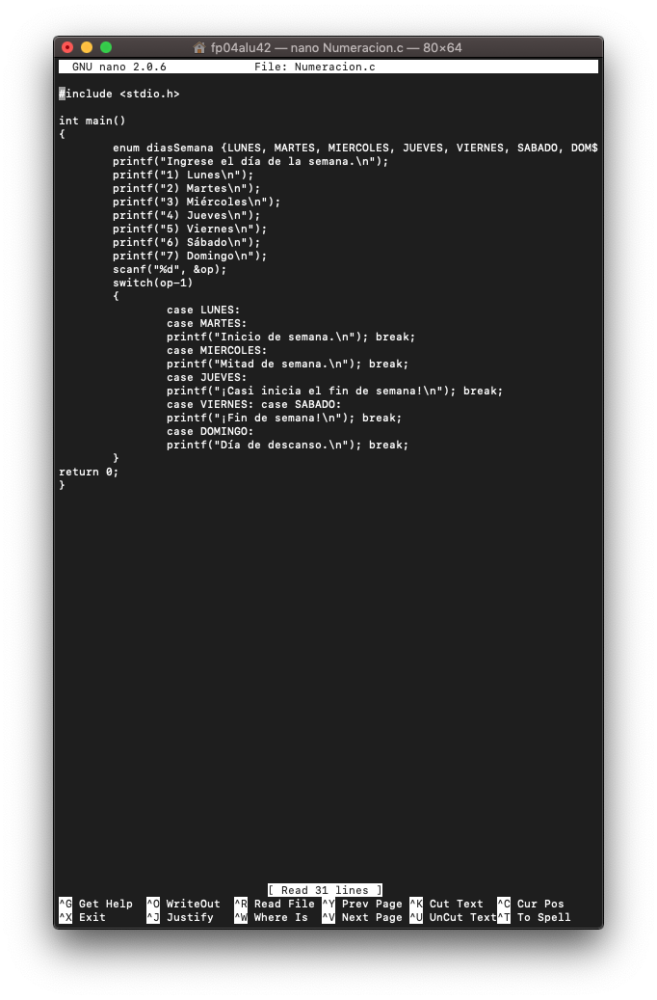 fp04alu42 — nano Numeracion.c — 80×64
GNU nano 2.0.6 File: Numeracion.c
#include <stdio.h>
int main()
{
enum diasSemana {LUNES, MARTES, MIERCOLES, JUEVES, VIERNES, SABADO, DOM$
printf("Ingrese el día de la semana.\n");
printf("1) Lunes\n");
printf("2) Martes\n");
printf("3) Miércoles\n");
printf("4) Jueves\n");
printf("5) Viernes\n");
printf("6) Sábado\n");
printf("7) Domingo\n");
scanf("%d", &op);
switch(op-1)
{
case LUNES:
case MARTES:
printf("Inicio de semana.\n"); break;
case MIERCOLES:
printf("Mitad de semana.\n"); break;
case JUEVES:
printf("¡Casi inicia el fin de semana!\n"); break;
case VIERNES: case SABADO:
printf("¡Fin de semana!\n"); break;
case DOMINGO:
printf("Día de descanso.\n"); break;
}
return 0;
}
[ Read 31 lines ]
^G Get Help ^O WriteOut ^R Read File ^Y Prev Page ^K Cut Text ^C Cur Pos
^X Exit ^J Justify ^W Where Is ^V Next Page ^U UnCut Text ^T To Spell